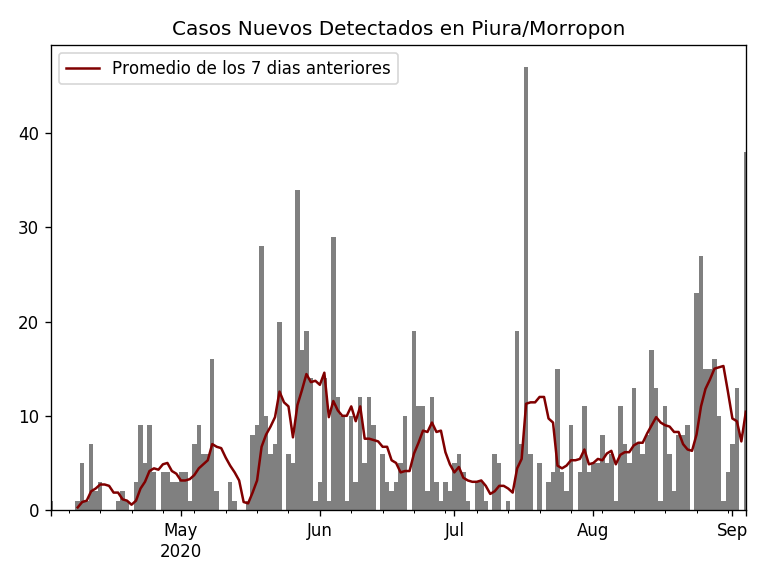 Casos Nuevos Detectados en Piura/Morropon
Promedio de los 7 dias anteriores
40
30
20
10
0
May
2020
Jun
Jul
Aug
Sep